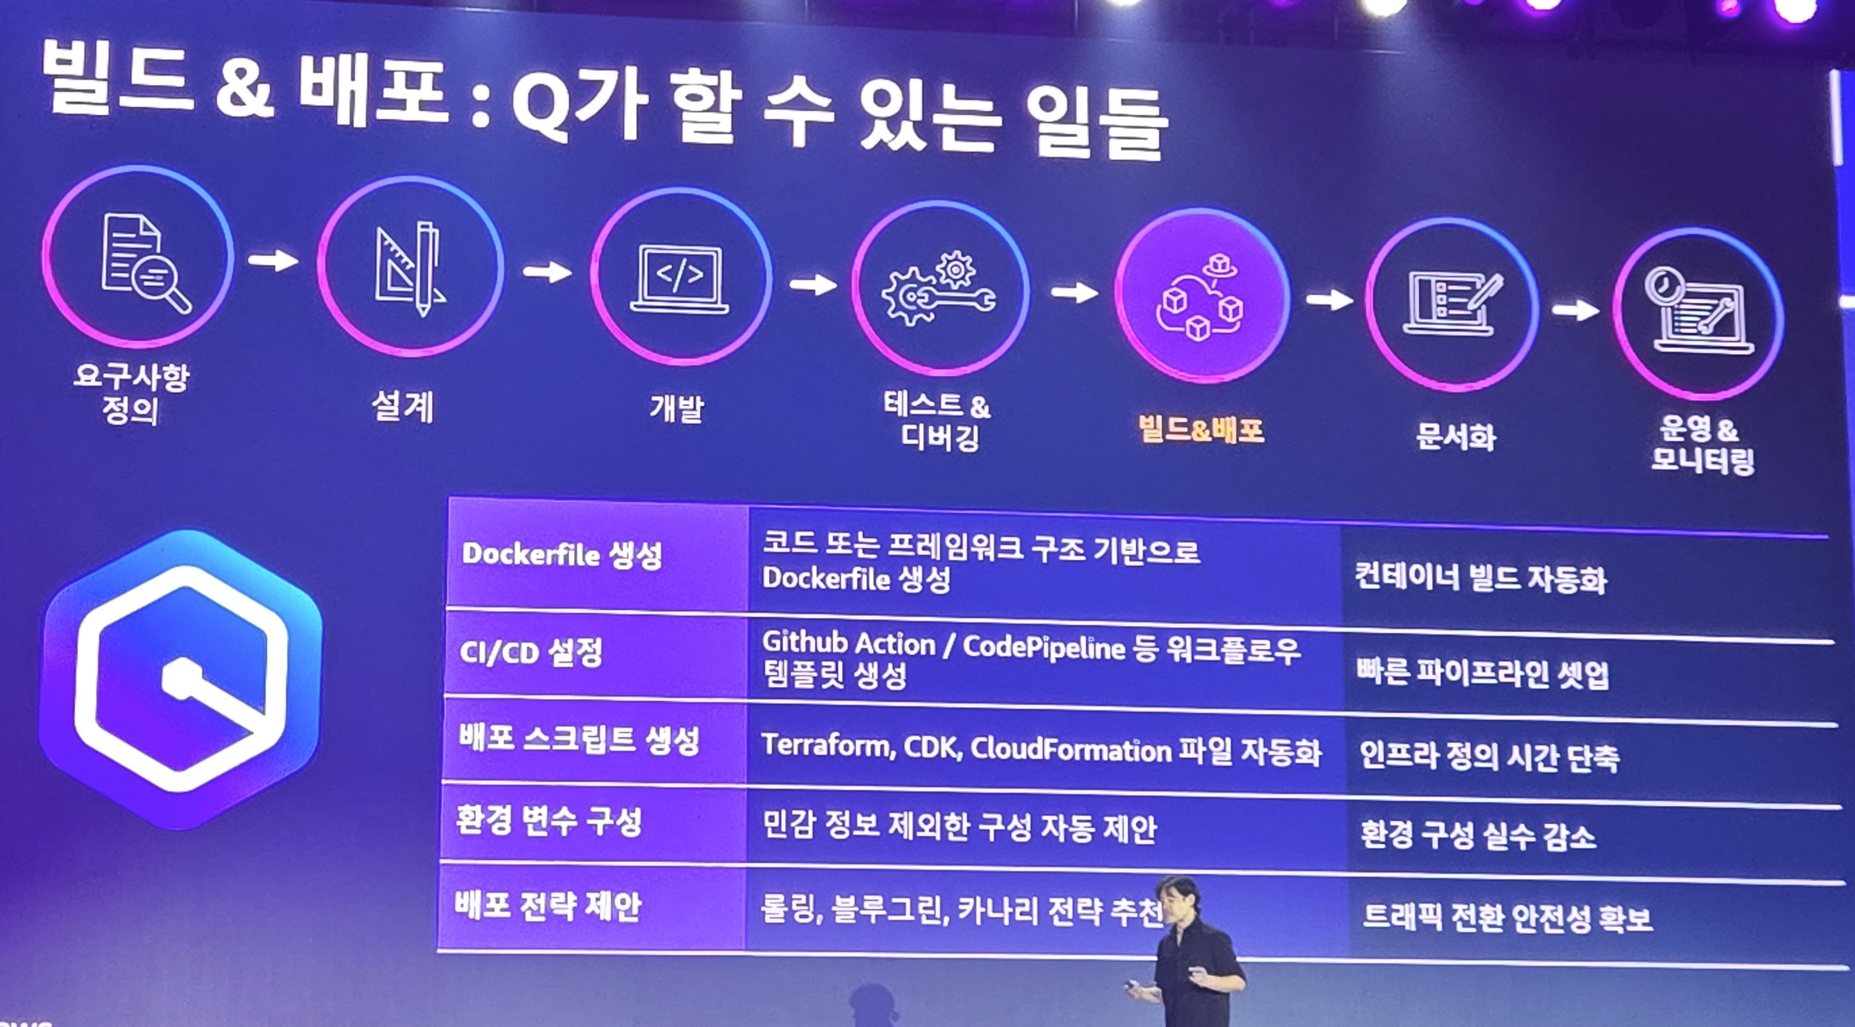 빌드 & 배포 : Q가 할 수 있는 일들
요구사항
정의
설계
개발
테스트 &
디버깅
빌드&배포
문서화
운영 &
모니터링
Dockerfile 생성
코드 또는 프레임워크 구조 기반으로
Dockerfile 생성
컨테이너 빌드 자동화
CI/CD 설정
Github Action / CodePipeline 등 워크플로우
템플릿 생성
빠른 파이프라인 셋업
배포 스크립트 생성
Terraform, CDK, CloudFormation 파일 자동화
인프라 정의 시간 단축
환경 변수 구성
민감 정보 제외한 구성 자동 제안
환경 구성 실수 감소
배포 전략 제안
롤링, 블루그린, 카나리 전략 추천
트래픽 전환 안전성 확보